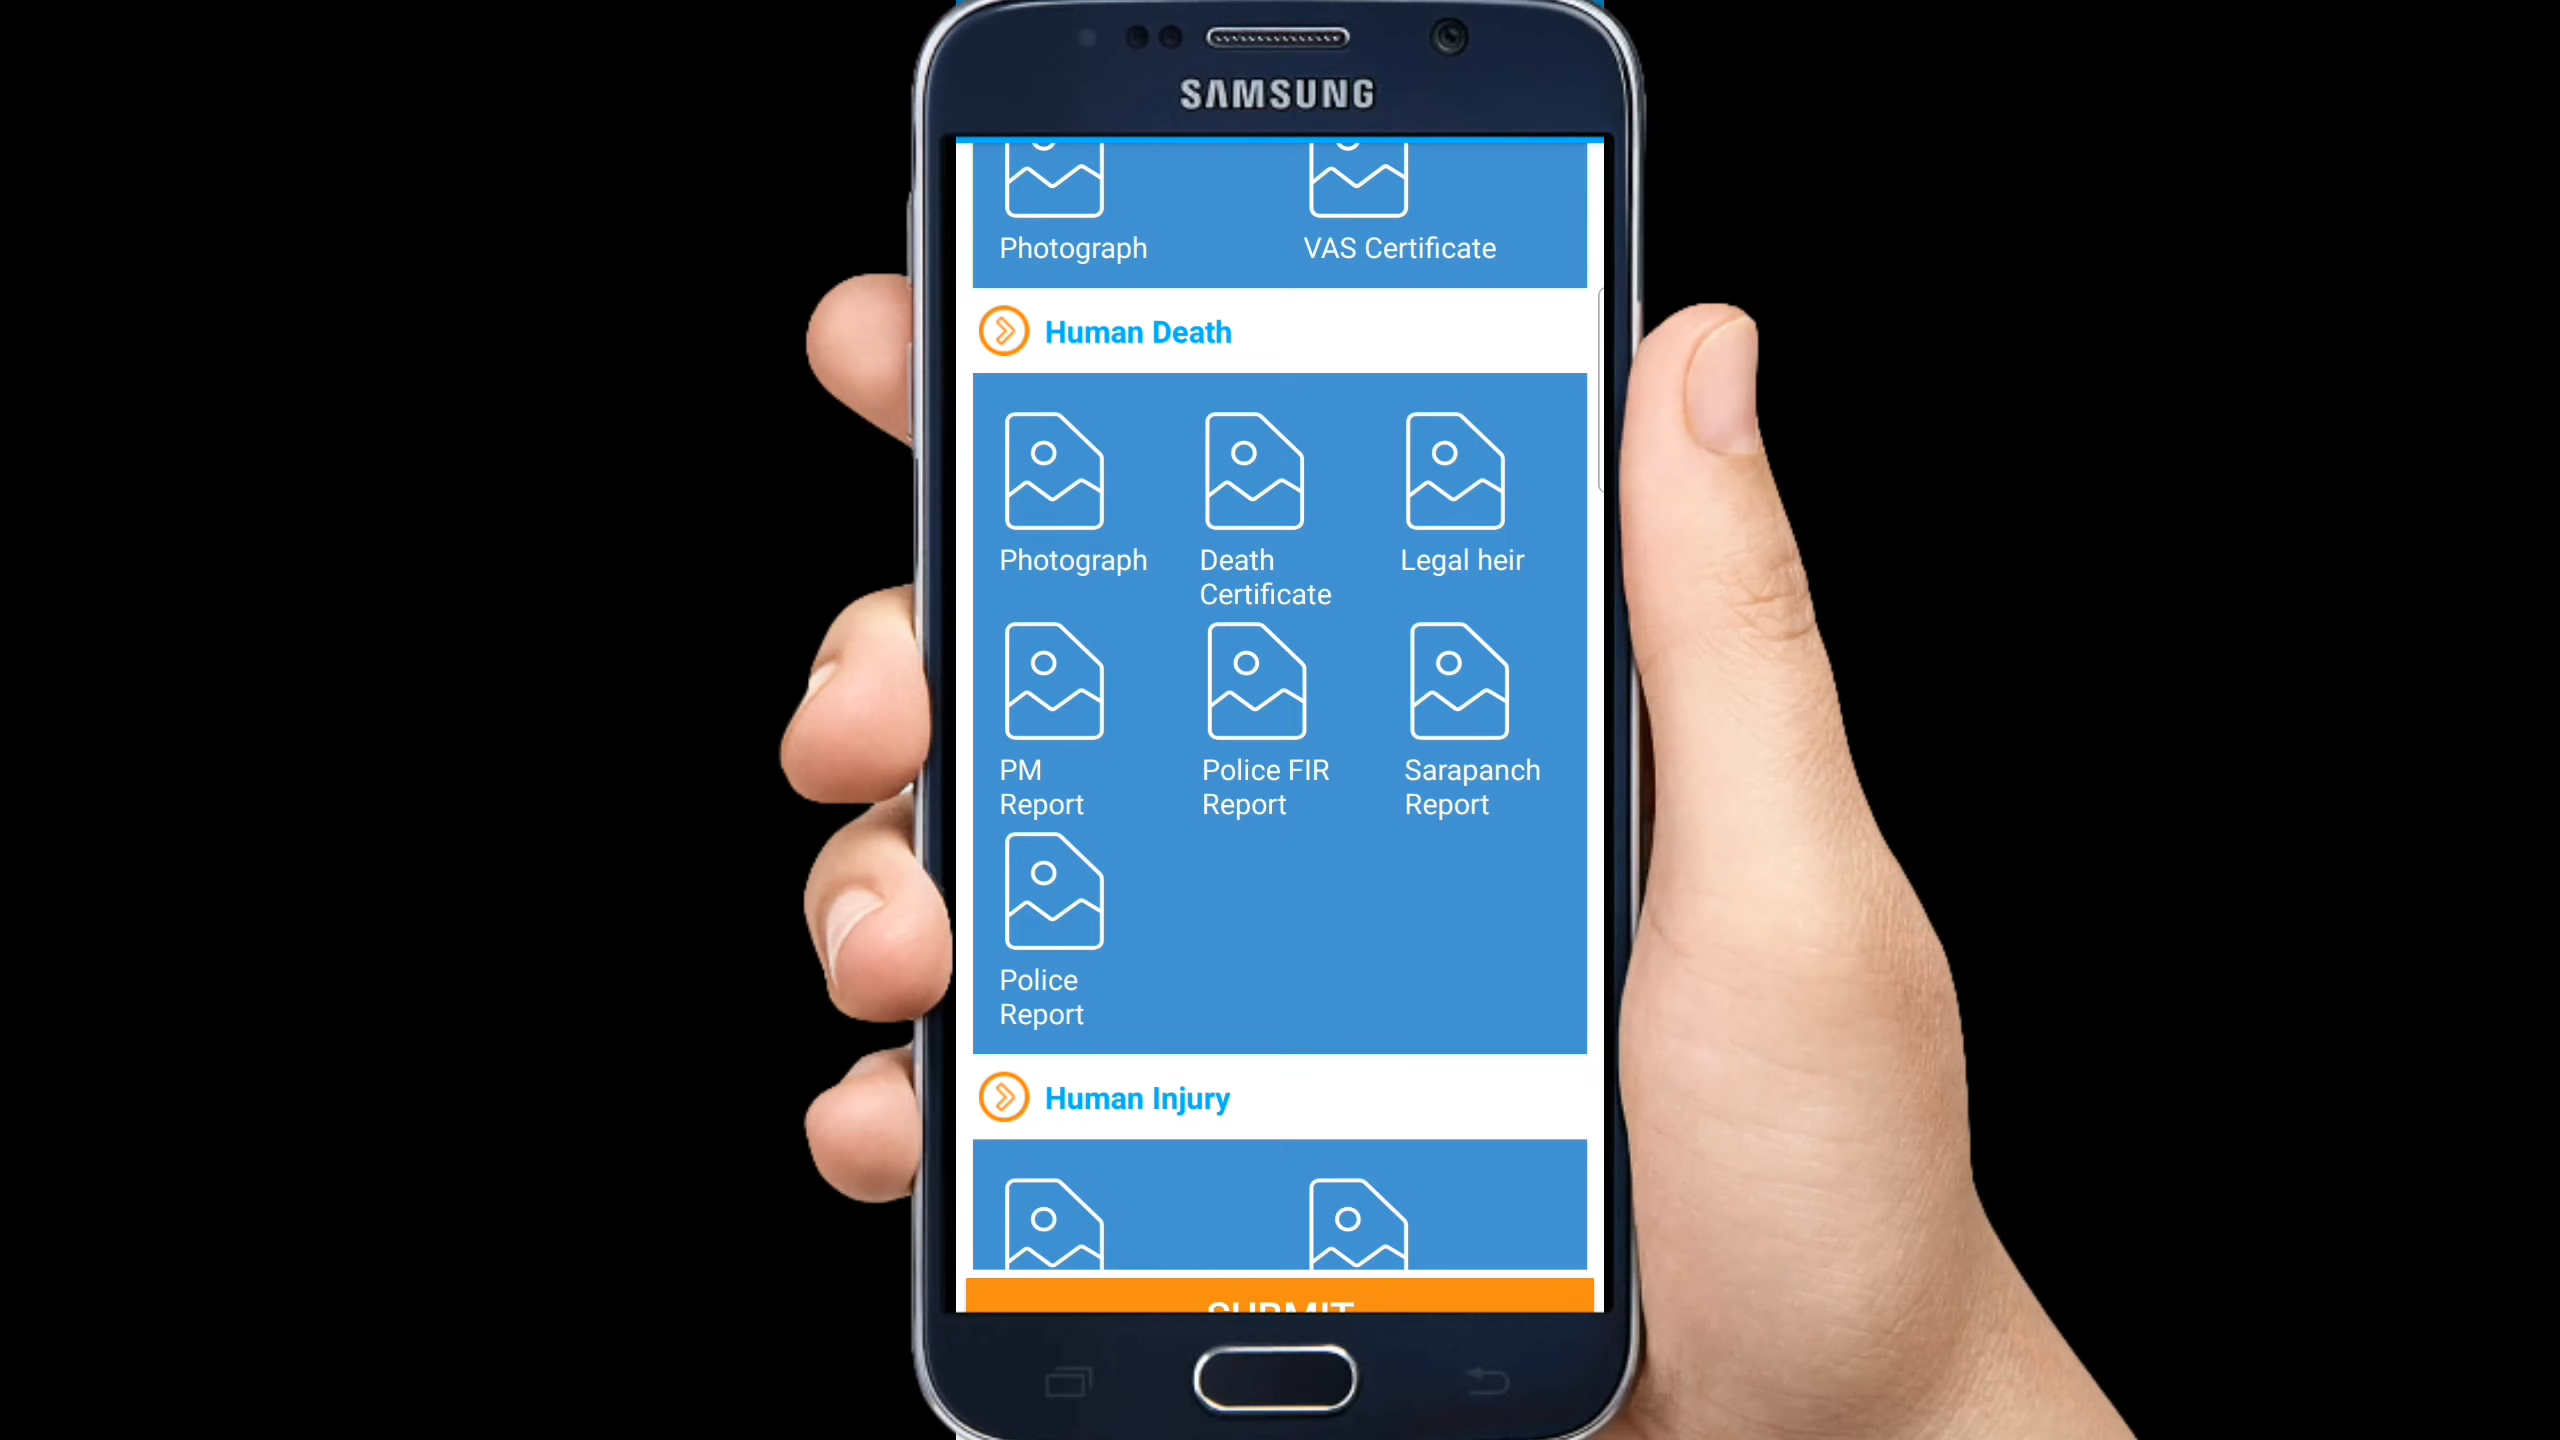 SAMSUNG
Photograph VAS Certificate
Human Death
Photograph Death Certificate Legal heir
PM Report Police FIR Report Sarapanch Report
Police Report
Human Injury
SUBMIT